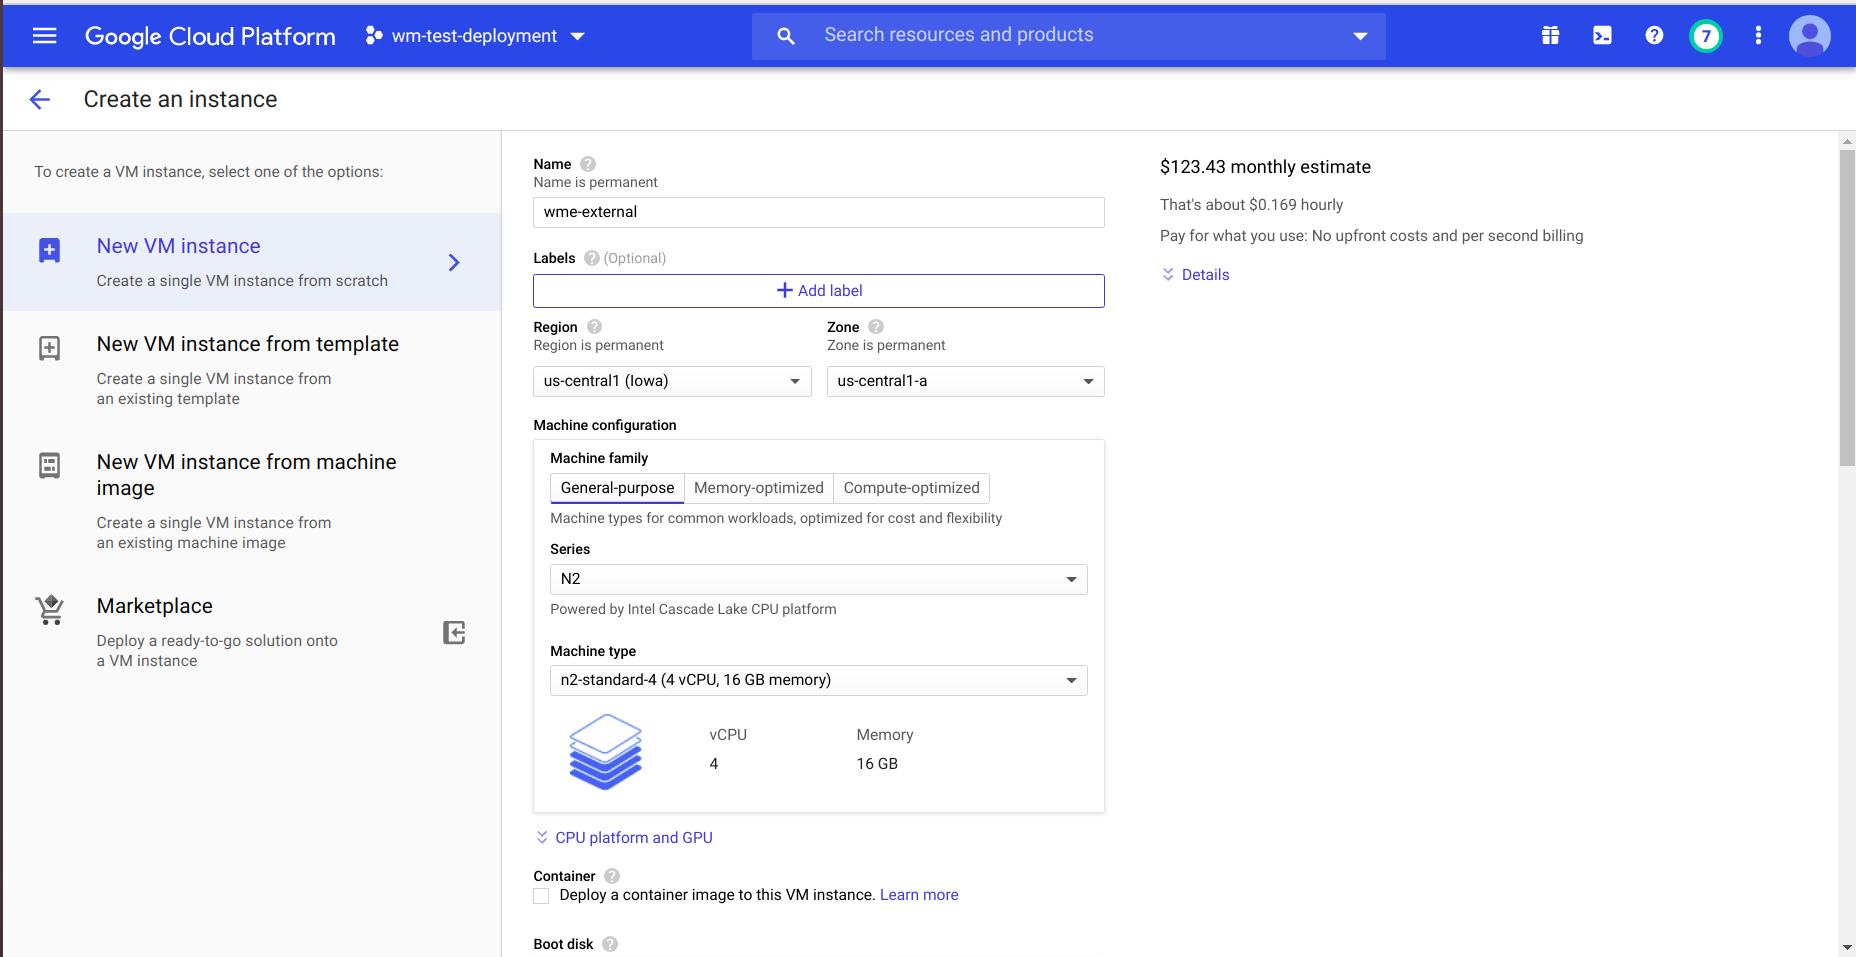 Google Cloud Platform
wm-test-deployment
Search resources and products
7
Create an instance
To create a VM instance, select one of the options:
New VM instance
Create a single VM instance from scratch
New VM instance from template
Create a single VM instance from
an existing template
New VM instance from machine
image
Create a single VM instance from
an existing machine image
Marketplace
Deploy a ready-to-go solution onto
a VM instance
Name
Name is permanent
wme-external
Labels (Optional)
Add label
Region
Region is permanent
us-central1 (Iowa)
Zone
Zone is permanent
us-central1-a
Machine configuration
Machine family
General-purpose
Memory-optimized
Compute-optimized
Machine types for common workloads, optimized for cost and flexibility
Series
N2
Powered by Intel Cascade Lake CPU platform
Machine type
n2-standard-4 (4 vCPU, 16 GB memory)
vCPU
4
Memory
16 GB
CPU platform and GPU
Container
Deploy a container image to this VM instance. Learn more
Boot disk
$123.43 monthly estimate
That's about $0.169 hourly
Pay for what you use: No upfront costs and per second billing
Details